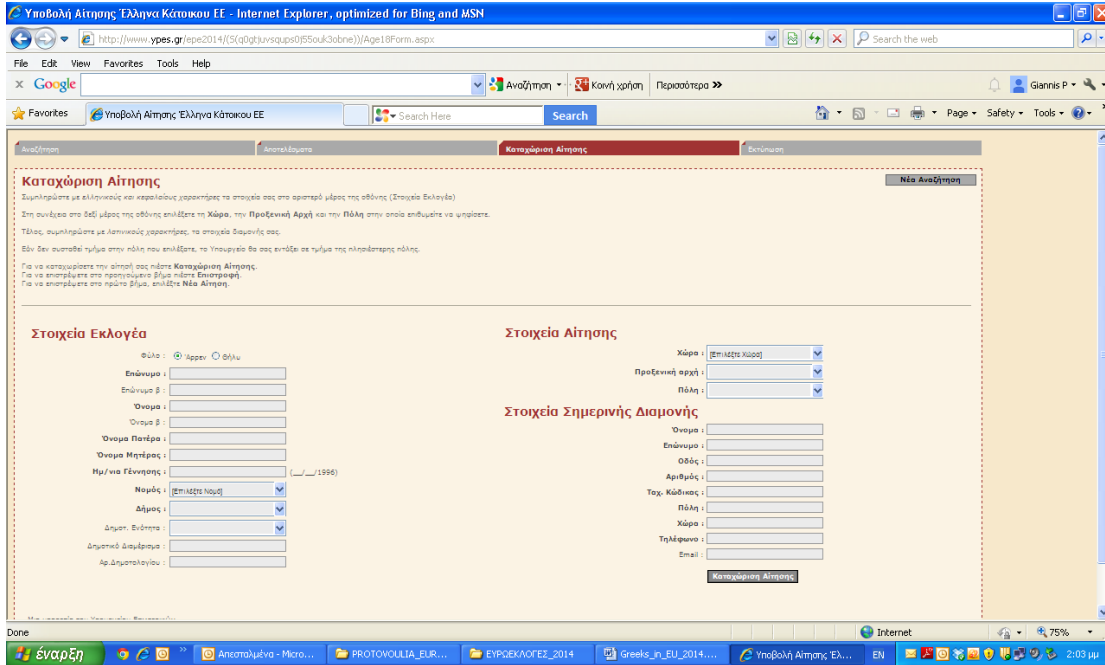 Υποβολή Αίτησης Έλληνα Κάτοικου ΕΕ - Internet Explorer, optimized for Bing and MSN
http://www.ypes.gr/epe2014/(S(q0gtjuvsqups0j55ouk3obne))/Age18Form.aspx
Search the web
File Edit View Favorites Tools Help
x Google Αναζήτηση Κοινή χρήση Περισσότερα » Giannis P
Favorites Υποβολή Αίτησης Έλληνα Κάτοικου ΕΕ Search Here Search Page Safety Tools
Αναζήτηση Αποτελέσματα Καταχώριση Αίτησης Εκτύπωση
Καταχώριση Αίτησης Νέα Αναζήτηση
Συμπληρώστε με ελληνικούς και κεφαλαίους χαρακτήρες τα στοιχεία σας στο αριστερό μέρος της οθόνης (Στοιχεία Εκλογέα)
Στη συνέχεια στο δεξί μέρος της οθόνης επιλέξετε τη Χώρα, την Προξενική Αρχή και την Πόλη στην οποία επιθυμείτε να ψηφίσετε.
Τέλος, συμπληρώστε με λατινικούς χαρακτήρες, τα στοιχεία διαμονής σας.
Εάν δεν συσταθεί τμήμα στην πόλη που επιλέξατε, το Υπουργείο θα σας εντάξει σε τμήμα της πλησιέστερης πόλης.
Για να καταχωρίσετε την αίτησή σας πιέστε Καταχώριση Αίτησης.
Για να επιστρέψετε στο προηγούμενο βήμα πιέστε Επιστροφή.
Για να επιστρέψετε στο πρώτο βήμα, επιλέξτε Νέα Αίτηση.
Στοιχεία Εκλογέα
Φύλο : Άρρεν Θήλυ
Επώνυμο :
Επώνυμο β :
Όνομα :
Όνομα β :
Όνομα Πατέρα :
Όνομα Μητέρας :
Ημ/νια Γέννησης : (__/__/1996)
Νομός : [Επιλέξτε Νομό]
Δήμος :
Δημοτ. Ενότητα :
Δημοτικό Διαμέρισμα :
Αρ.Δημοτολογίου :
Στοιχεία Αίτησης
Χώρα : [Επιλέξτε Χώρα]
Προξενική αρχή :
Πόλη :
Στοιχεία Σημερινής Διαμονής
Όνομα :
Επώνυμο :
Οδός :
Αριθμός :
Ταχ. Κώδικας :
Πόλη :
Χώρα :
Τηλέφωνο :
Email :
Καταχώριση Αίτησης
Done Internet 75%
έναρξη Απεσταλμένα - Micro... PROTOVOULIA_EUR... ΕΥΡΩΕΚΛΟΓΕΣ_2014 Greeks_in_EU_2014.... Υποβολή Αίτησης Έλ... EN 2:03 μμ